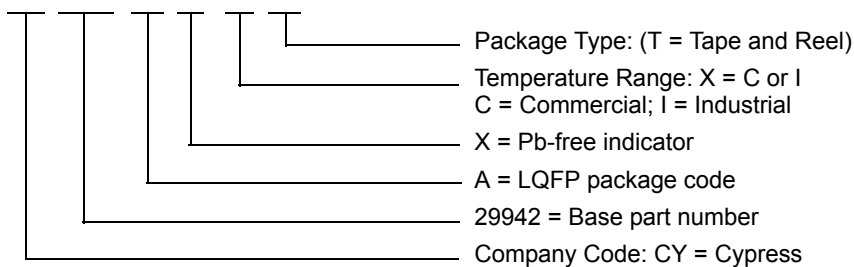 Package Type: (T = Tape and Reel)
Temperature Range: X = C or I
C = Commercial; I = Industrial
X = Pb-free indicator
A = LQFP package code
29942 = Base part number
Company Code: CY = Cypress